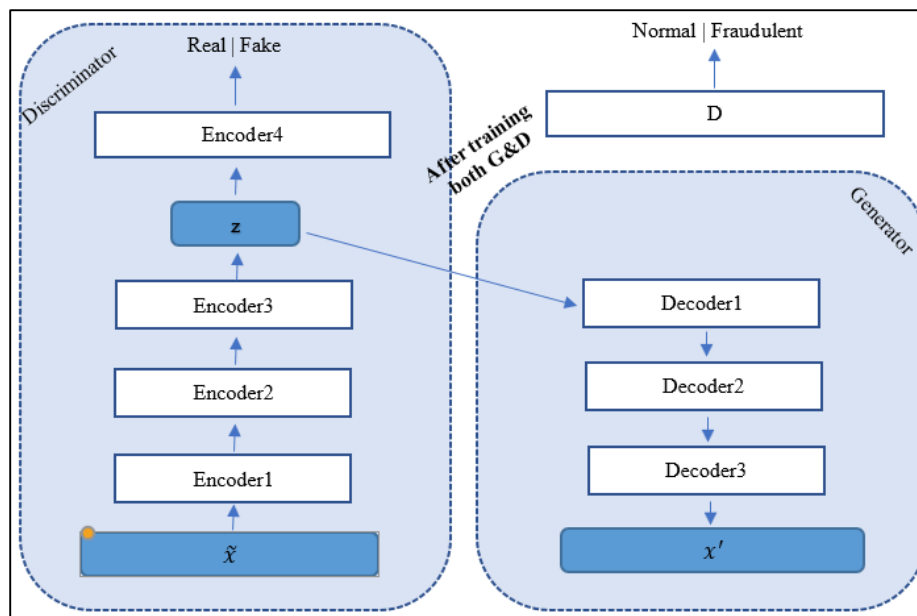 Real | Fake
Discriminator
Encoder4
z
Encoder3
Encoder2
Encoder1
x̃
After training
both G&D
Normal | Fraudulent
D
Generator
Decoder1
Decoder2
Decoder3
x′